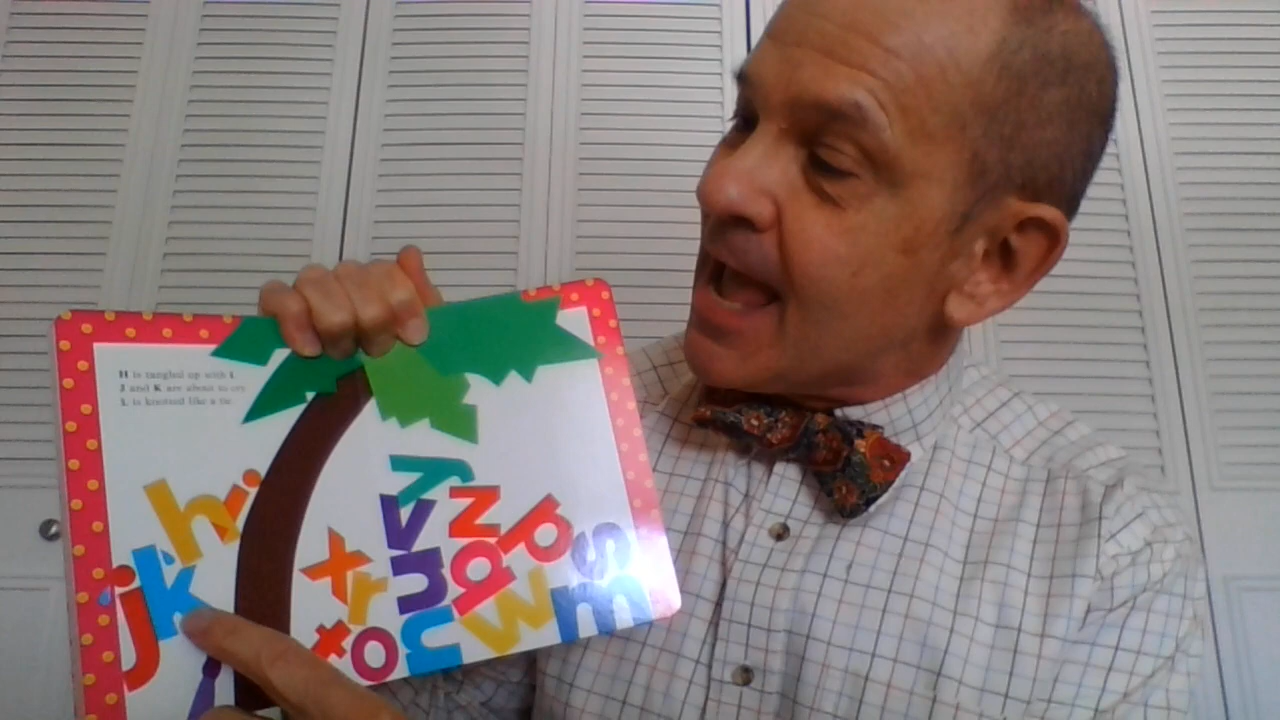 H is tangled up with I.
J and K are about to cry.
L is knotted like a tie.
h i
j k
y
v z p
x u q s
r w m
t o n